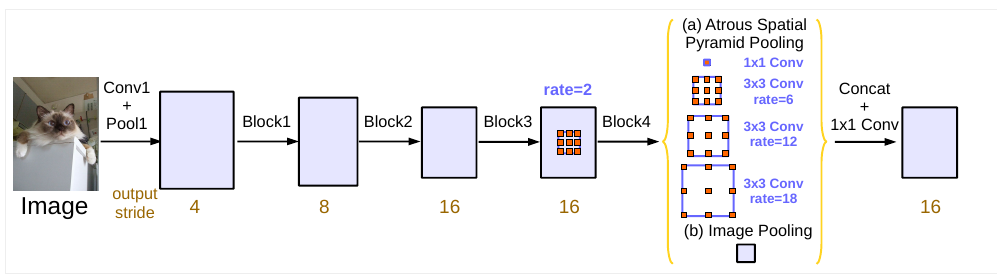 Image
Conv1
+
Pool1
output
stride
4
Block1
8
Block2
16
Block3
rate=2
16
Block4
(a) Atrous Spatial
Pyramid Pooling
1x1 Conv
3x3 Conv
rate=6
3x3 Conv
rate=12
3x3 Conv
rate=18
(b) Image Pooling
Concat
+
1x1 Conv
16